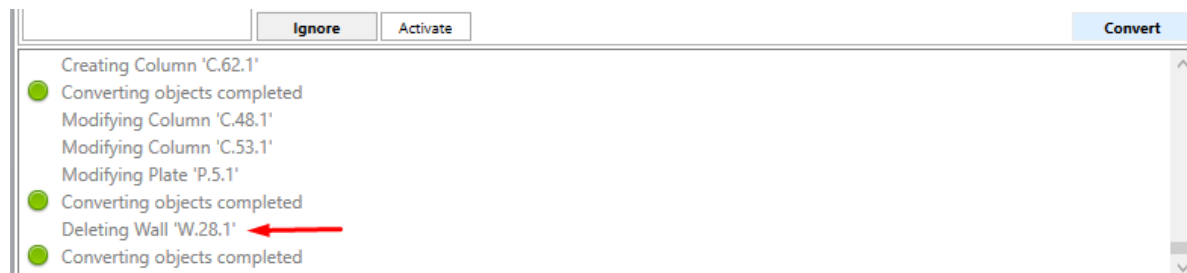 Ignore Activate Convert
Creating Column 'C.62.1'
Converting objects completed
Modifying Column 'C.48.1'
Modifying Column 'C.53.1'
Modifying Plate 'P.5.1'
Converting objects completed
Deleting Wall 'W.28.1'
Converting objects completed